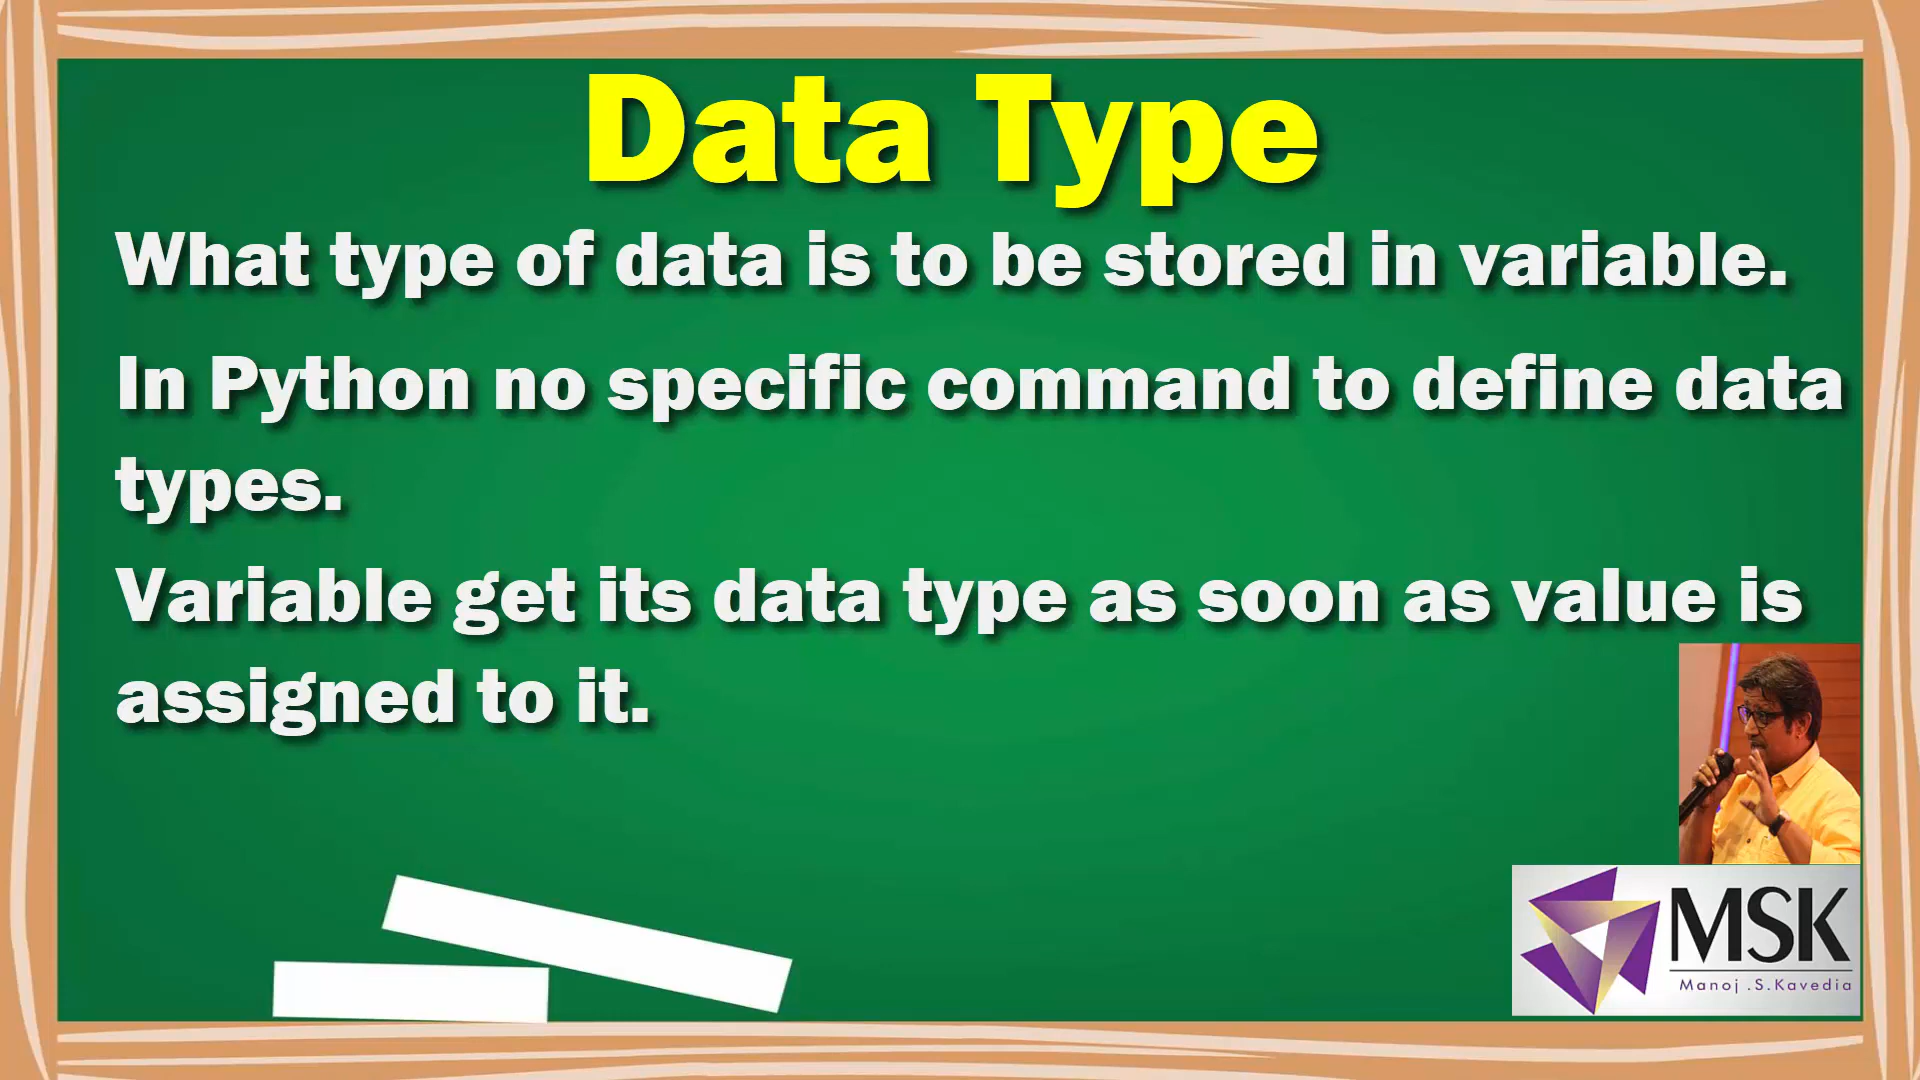 Data Type
What type of data is to be stored in variable.
In Python no specific command to define data
types.
Variable get its data type as soon as value is
assigned to it.
MSK
Manoj .S.Kavedia